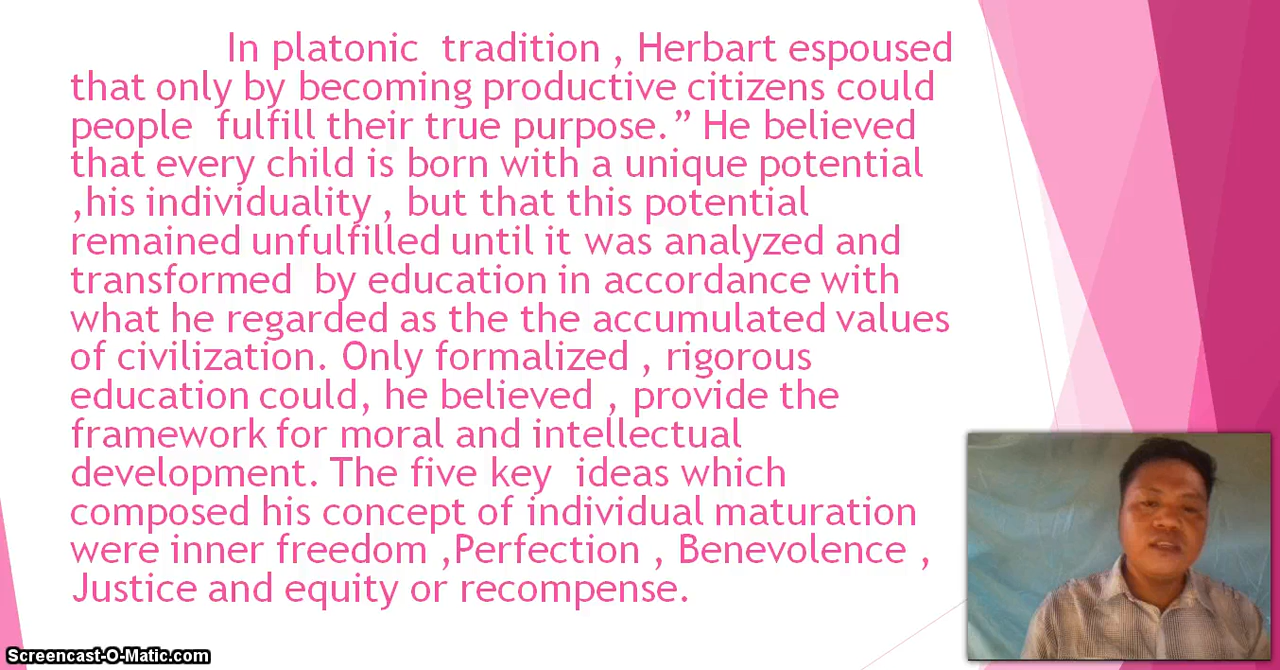 In platonic  tradition , Herbart espoused
that only by becoming productive citizens could
people  fulfill their true purpose.” He believed
that every child is born with a unique potential
,his individuality , but that this potential
remained unfulfilled until it was analyzed and
transformed  by education in accordance with
what he regarded as the the accumulated values
of civilization. Only formalized , rigorous
education could, he believed , provide the
framework for moral and intellectual
development. The five key  ideas which
composed his concept of individual maturation
were inner freedom ,Perfection , Benevolence ,
Justice and equity or recompense.
Screencast-O-Matic.com